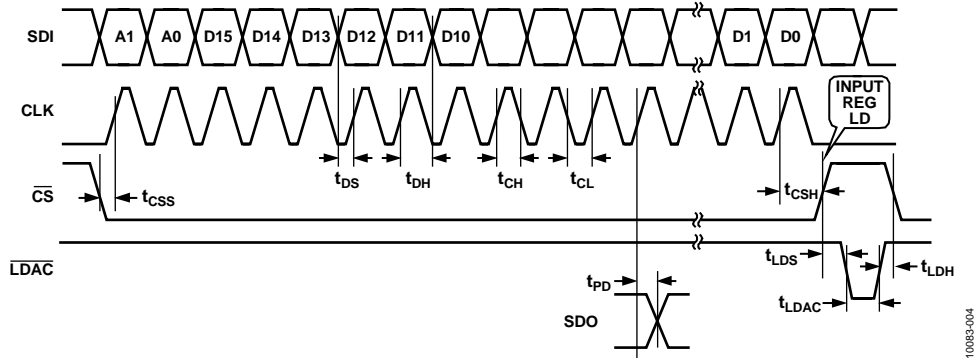 SDI
A1 A0 D15 D14 D13 D12 D11 D10 D1 D0
CLK
INPUT
REG
LD
tDS tDH tCH tCL
CS
tCSS
tCSH
LDAC
tLDS
tLDH
tPD
tLDAC
SDO
10083-004